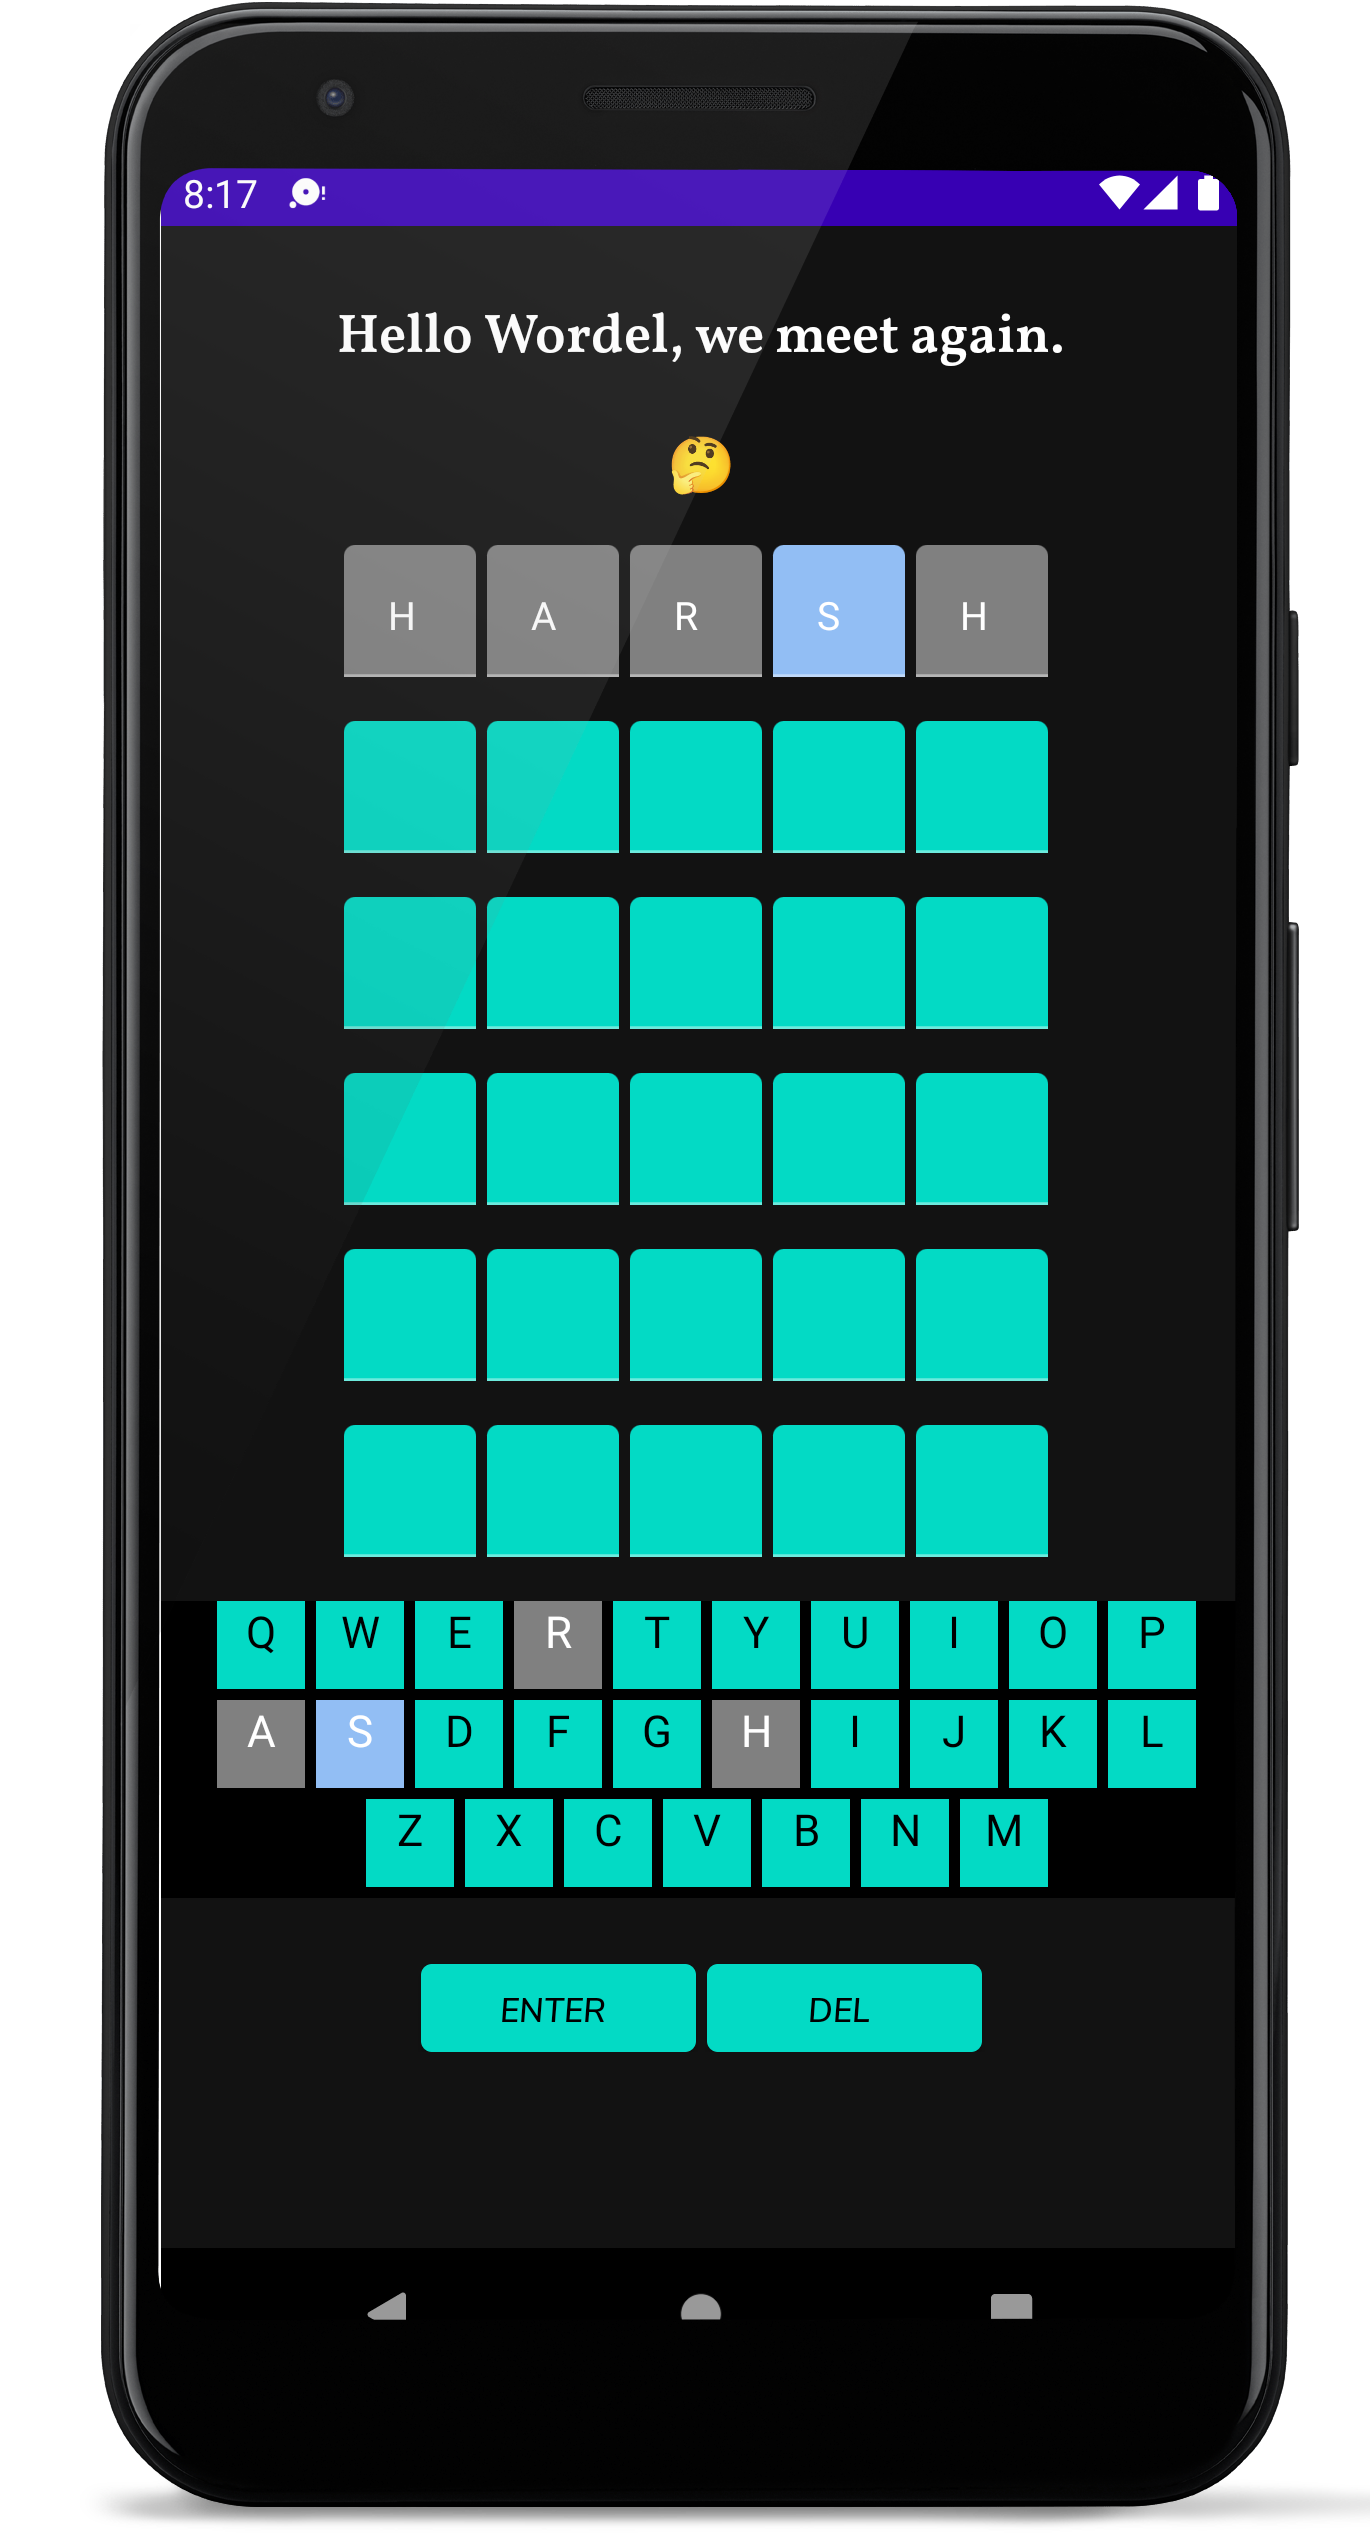 8:17
Hello Wordel, we meet again.
H A R S H
Q W E R T Y U I O P
A S D F G H I J K L
Z X C V B N M
ENTER DEL